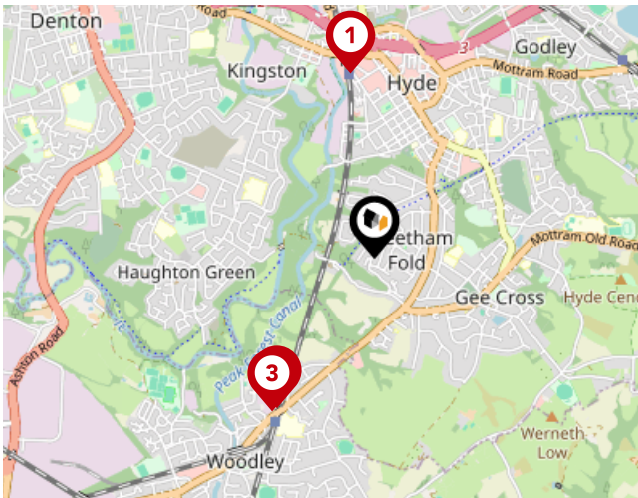 Denton
1
3
Godley
Kingston
Hyde
Mottram Road
etham
Fold
Mottram Old Road
Haughton Green
Gee Cross
Hyde Cen
Peak Forest Canal
Ashton Road
3
Woodley
Werneth
Low